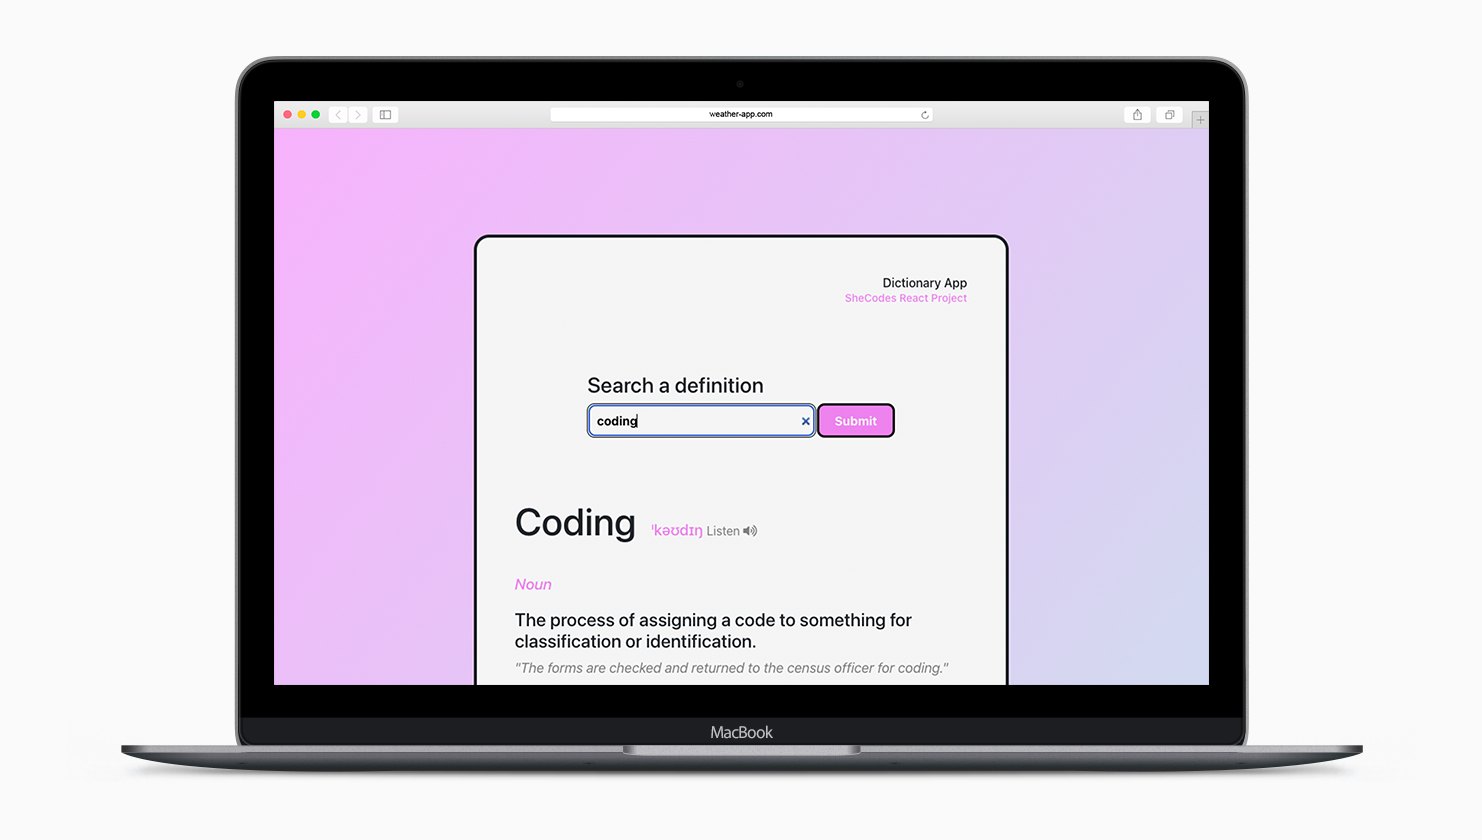 weather-app.com
Dictionary App
SheCodes React Project
Search a definition
coding
Submit
Coding ˈkəʊdɪŋ Listen
Noun
The process of assigning a code to something for
classification or identification.
"The forms are checked and returned to the census officer for coding."
MacBook